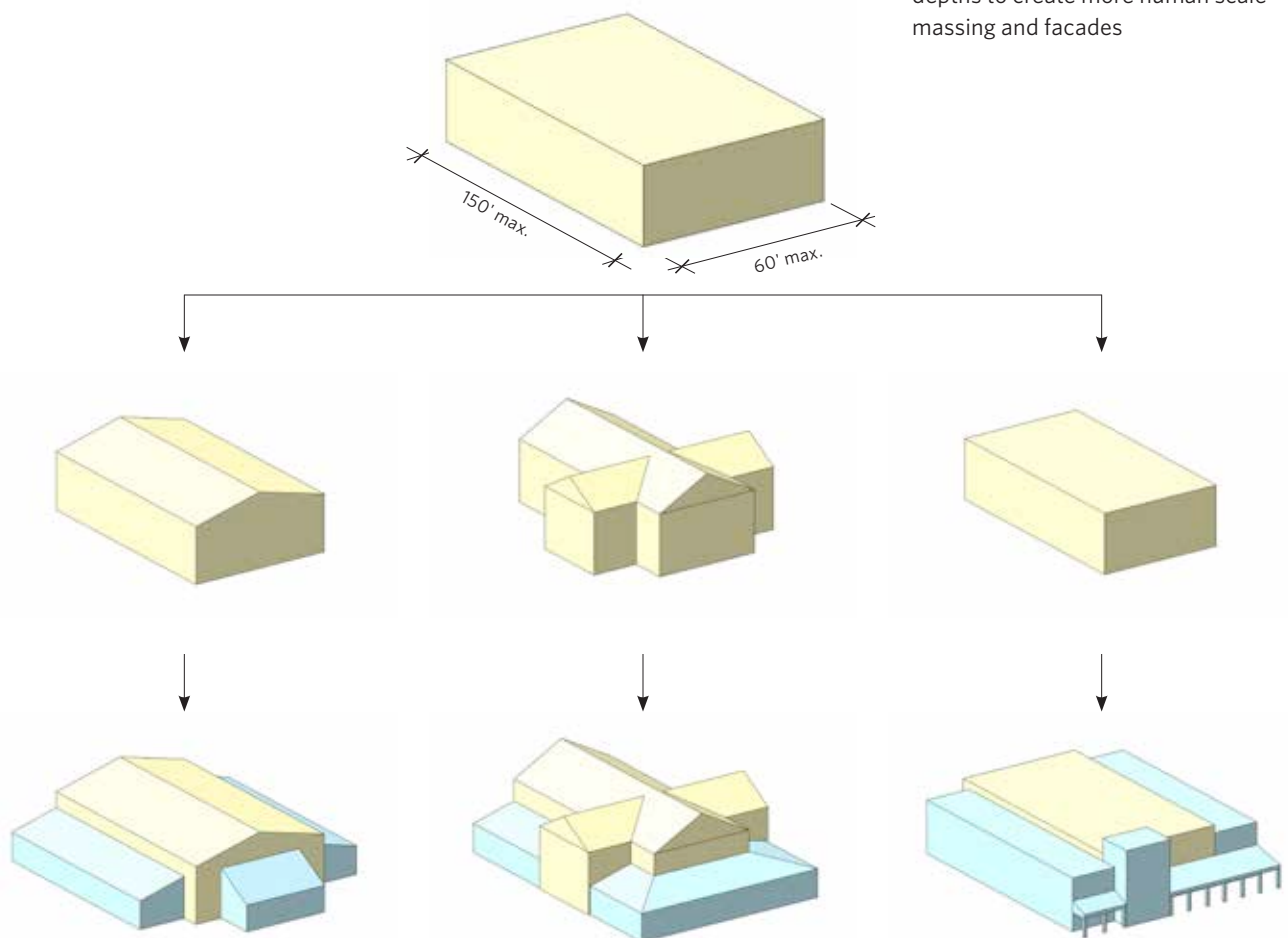 depths to create more human scale
massing and facades
150' max.
60' max.